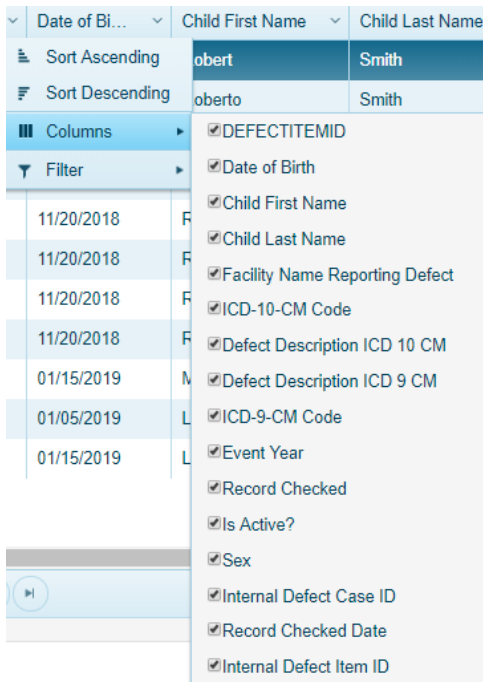 Date of Bi... Child First Name Child Last Name
Sort Ascending obert Smith
Sort Descending oberto Smith
Columns DEFECTITEMID
Filter Date of Birth
Child First Name
11/20/2018 R Child Last Name
11/20/2018 R Facility Name Reporting Defect
11/20/2018 R ICD-10-CM Code
11/20/2018 R Defect Description ICD 10 CM
01/15/2019 M Defect Description ICD 9 CM
01/05/2019 L ICD-9-CM Code
01/15/2019 L Event Year
Record Checked
Is Active?
Sex
Internal Defect Case ID
Record Checked Date
Internal Defect Item ID